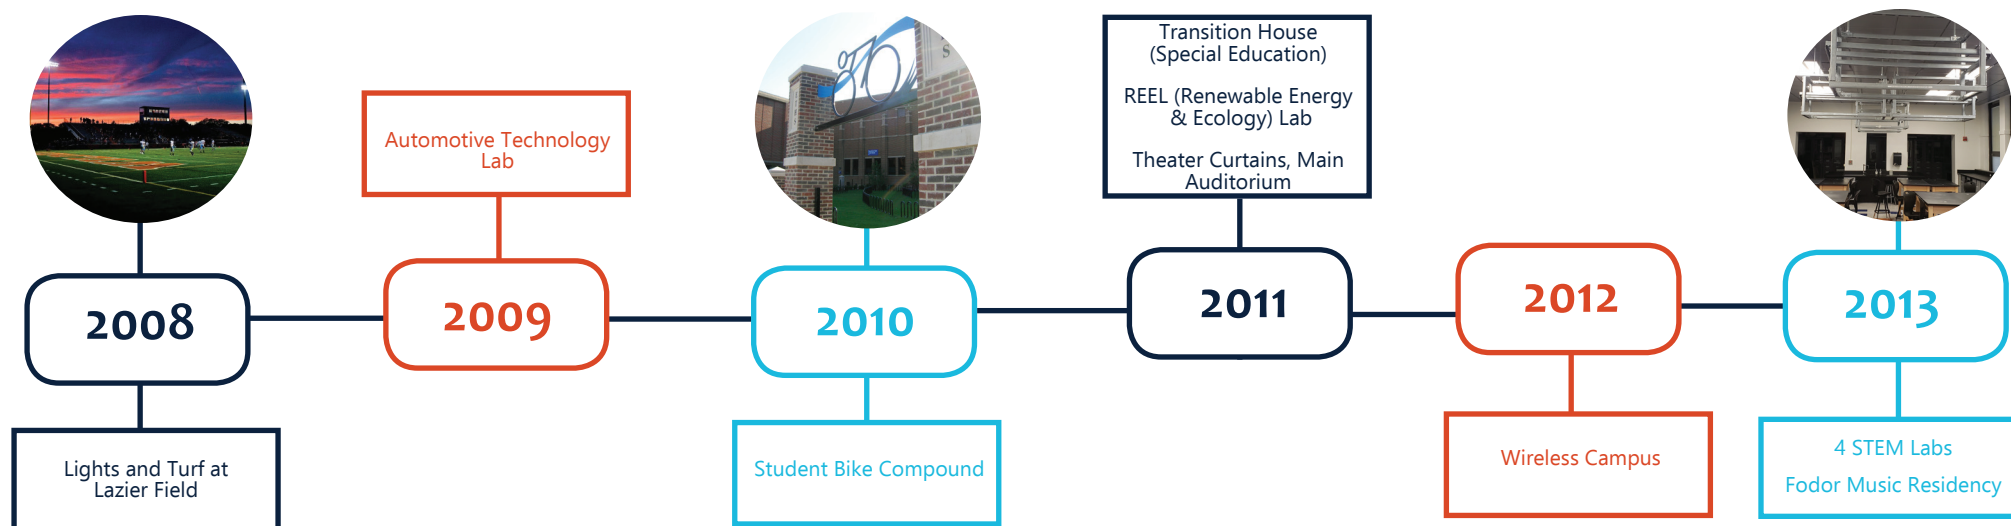 2008
Lights and Turf at
Lazier Field
Automotive Technology
Lab
2009
2010
Student Bike Compound
Transition House
(Special Education)
REEL (Renewable Energy
& Ecology) Lab
Theater Curtains, Main
Auditorium
2011
2012
Wireless Campus
2013
4 STEM Labs
Fodor Music Residency